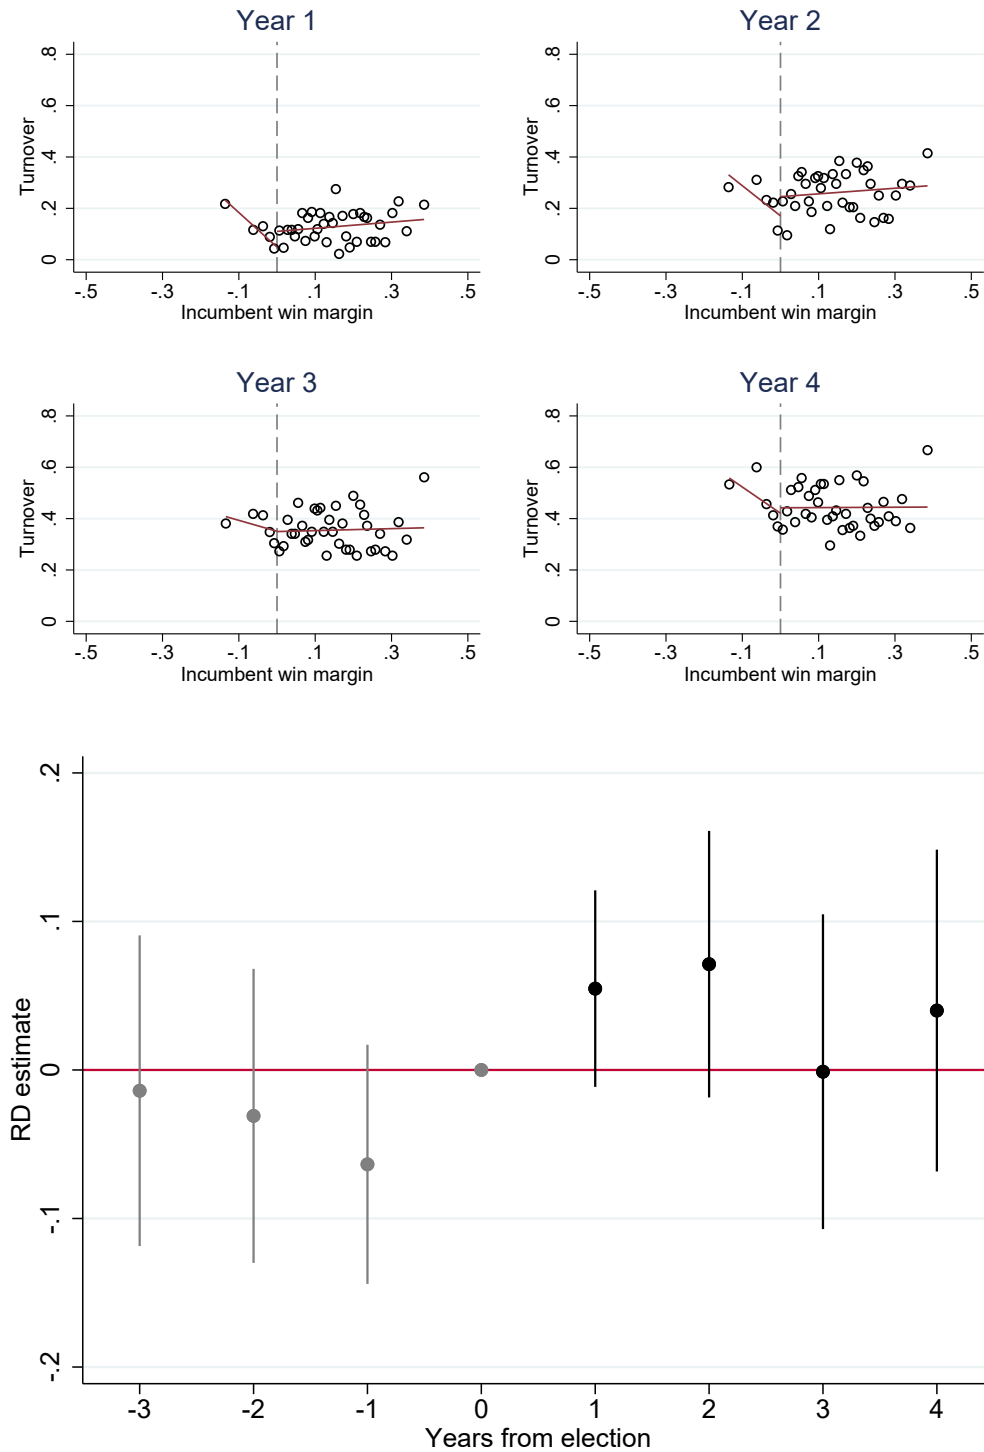 Year 1
Year 2
.8
.6
.4
.2
0
Turnover
-.5 -.3 -.1 .1 .3 .5
Incumbent win margin
.8
.6
.4
.2
0
Turnover
-.5 -.3 -.1 .1 .3 .5
Incumbent win margin
Year 3
Year 4
.8
.6
.4
.2
0
Turnover
-.5 -.3 -.1 .1 .3 .5
Incumbent win margin
.8
.6
.4
.2
0
Turnover
-.5 -.3 -.1 .1 .3 .5
Incumbent win margin
.2
.1
0
-.1
-.2
RD estimate
-3 -2 -1 0 1 2 3 4
Years from election